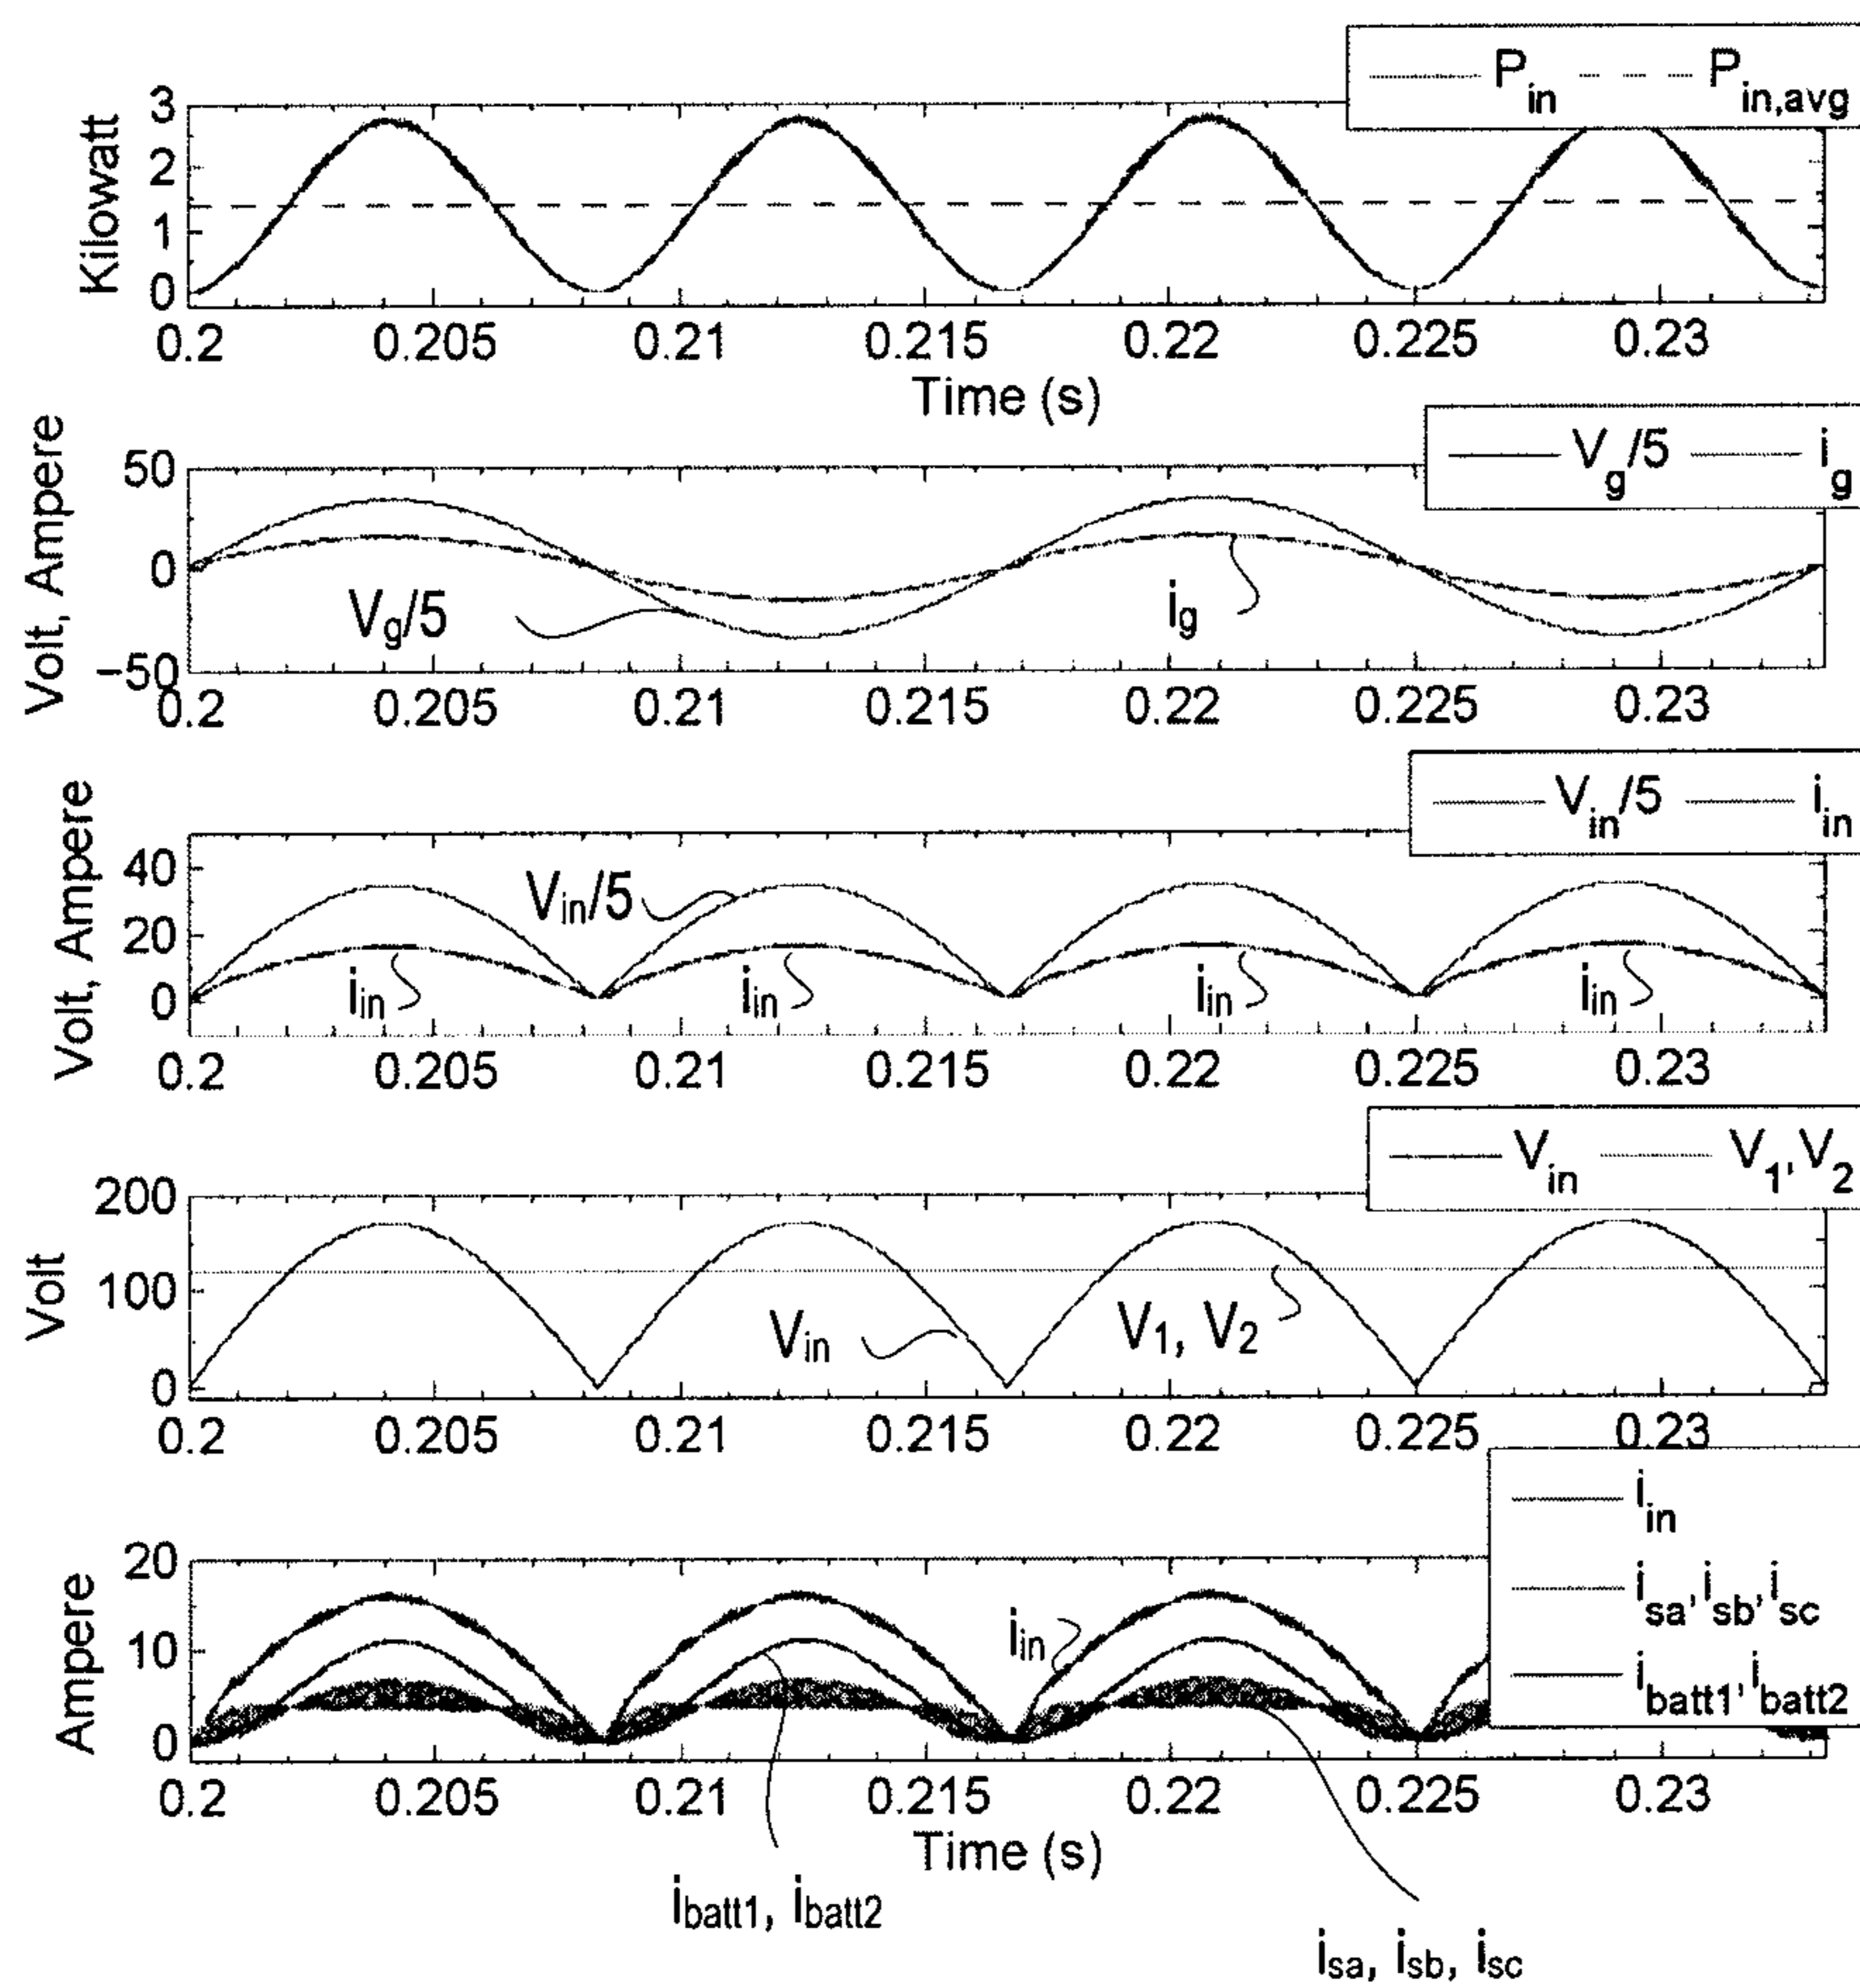 P_in P_in,avg
Kilowatt
3
2
1
0
0.2 0.205 0.21 0.215 0.22 0.225 0.23
Time (s)
V_g/5 i_g
Volt, Ampere
50
0
−50
V_g/5
i_g
0.2 0.205 0.21 0.215 0.22 0.225 0.23
V_in/5 i_in
Volt, Ampere
40
20
0
V_in/5
i_in i_in i_in i_in
0.2 0.205 0.21 0.215 0.22 0.225 0.23
V_in V_1, V_2
Volt
200
100
0
V_in V_1, V_2
0.2 0.205 0.21 0.215 0.22 0.225 0.23
i_in
i_sa, i_sb, i_sc
i_batt1, i_batt2
Ampere
20
10
0
i_in
0.2 0.205 0.21 0.215 0.22 0.225 0.23
Time (s)
i_batt1, i_batt2
i_sa, i_sb, i_sc